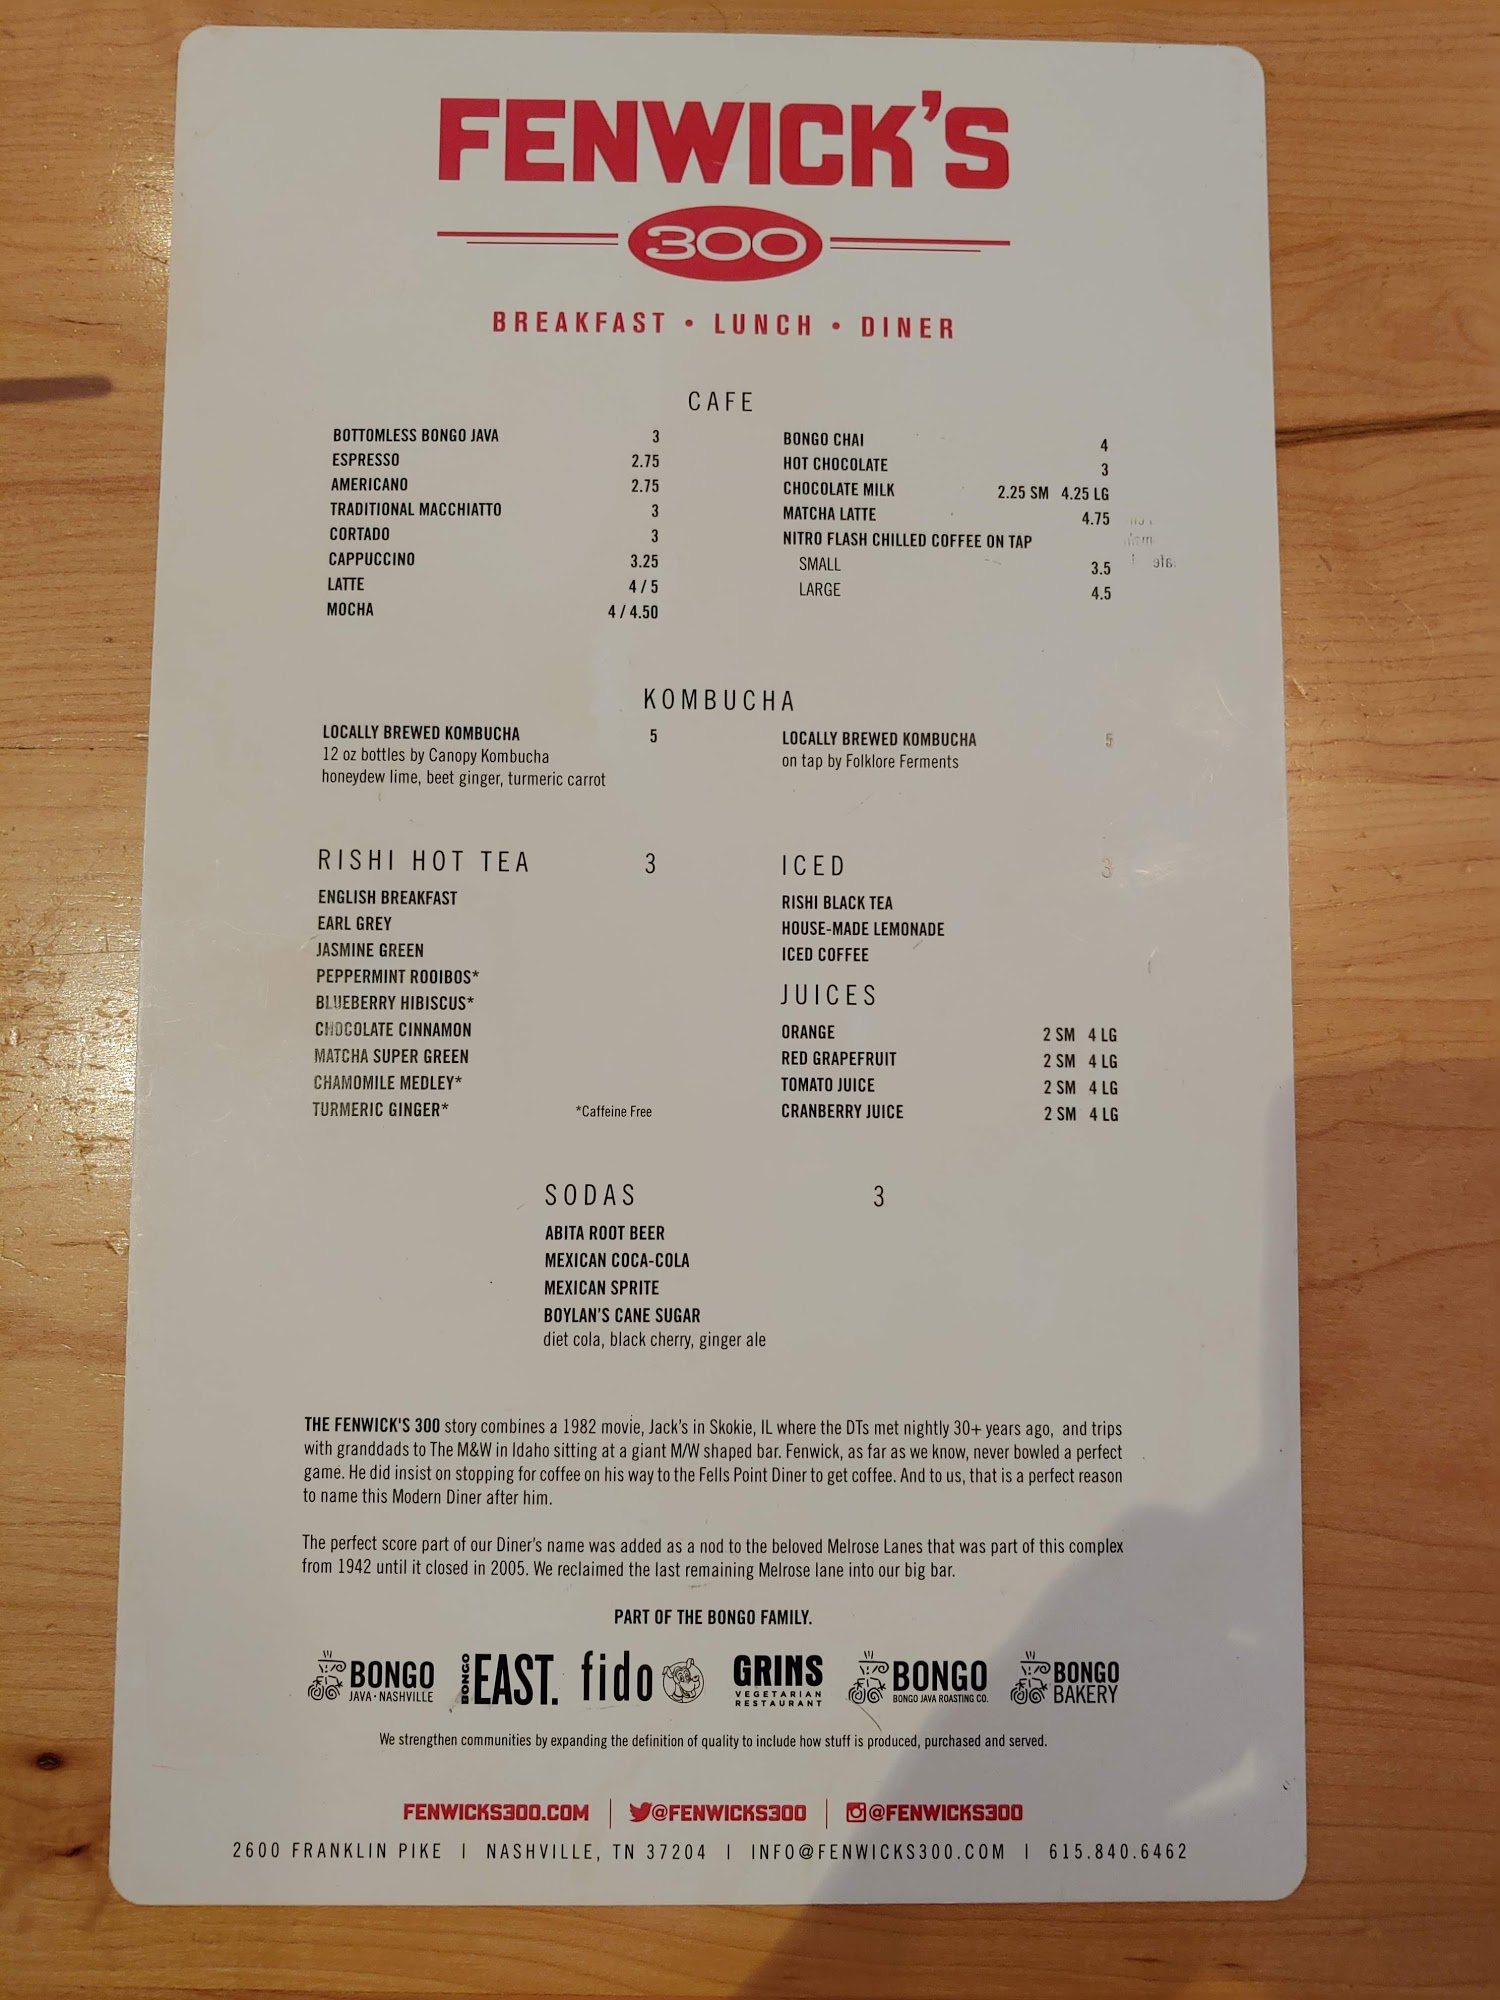 FENWICK'S
300
BREAKFAST • LUNCH • DINER
CAFE
BOTTOMLESS BONGO JAVA 3
ESPRESSO 2.75
AMERICANO 2.75
TRADITIONAL MACCHIATTO 3
CORTADO 3
CAPPUCCINO 3.25
LATTE 4 / 5
MOCHA 4 / 4.50
BONGO CHAI 4
HOT CHOCOLATE 3
CHOCOLATE MILK 2.25 SM 4.25 LG
MATCHA LATTE 4.75
NITRO FLASH CHILLED COFFEE ON TAP
SMALL 3.5
LARGE 4.5
KOMBUCHA
LOCALLY BREWED KOMBUCHA 5
12 oz bottles by Canopy Kombucha
honeydew lime, beet ginger, turmeric carrot
LOCALLY BREWED KOMBUCHA 5
on tap by Folklore Ferments
RISHI HOT TEA 3
ENGLISH BREAKFAST
EARL GREY
JASMINE GREEN
PEPPERMINT ROOIBOS*
BLUEBERRY HIBISCUS*
CHOCOLATE CINNAMON
MATCHA SUPER GREEN
CHAMOMILE MEDLEY*
TURMERIC GINGER* *Caffeine Free
ICED 3
RISHI BLACK TEA
HOUSE-MADE LEMONADE
ICED COFFEE
JUICES
ORANGE 2 SM 4 LG
RED GRAPEFRUIT 2 SM 4 LG
TOMATO JUICE 2 SM 4 LG
CRANBERRY JUICE 2 SM 4 LG
SODAS 3
ABITA ROOT BEER
MEXICAN COCA-COLA
MEXICAN SPRITE
BOYLAN'S CANE SUGAR
diet cola, black cherry, ginger ale
THE FENWICK'S 300 story combines a 1982 movie, Jack's in Skokie, IL where the DTs met nightly 30+ years ago, and trips
with granddads to The M&W in Idaho sitting at a giant M/W shaped bar. Fenwick, as far as we know, never bowled a perfect
game. He did insist on stopping for coffee on his way to the Fells Point Diner to get coffee. And to us, that is a perfect reason
to name this Modern Diner after him.
The perfect score part of our Diner's name was added as a nod to the beloved Melrose Lanes that was part of this complex
from 1942 until it closed in 2005. We reclaimed the last remaining Melrose lane into our big bar.
PART OF THE BONGO FAMILY.
BONGO JAVA • NASHVILLE
BONGO EAST.
fido
GRINS VEGETARIAN RESTAURANT
BONGO BONGO JAVA ROASTING CO.
BONGO BAKERY
We strengthen communities by expanding the definition of quality to include how stuff is produced, purchased and served.
FENWICKS300.COM | @FENWICKS300 | @FENWICKS300
2600 FRANKLIN PIKE | NASHVILLE, TN 37204 | INFO@FENWICKS300.COM | 615.840.6462